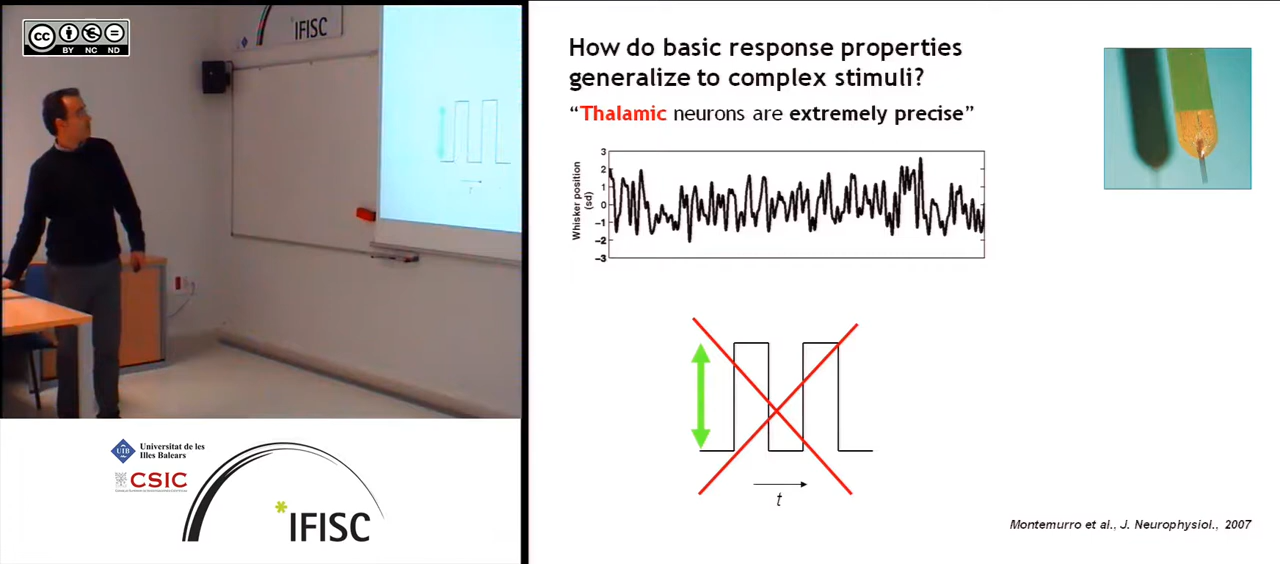 CC
BY NC ND
IFISC
How do basic response properties
generalize to complex stimuli?
“Thalamic neurons are extremely precise”
Whisker position
(sd)
3
2
1
0
−1
−2
−3
t
t
Universitat de les
Illes Balears
UIB
CSIC
*IFISC
Montemurro et al., J. Neurophysiol., 2007